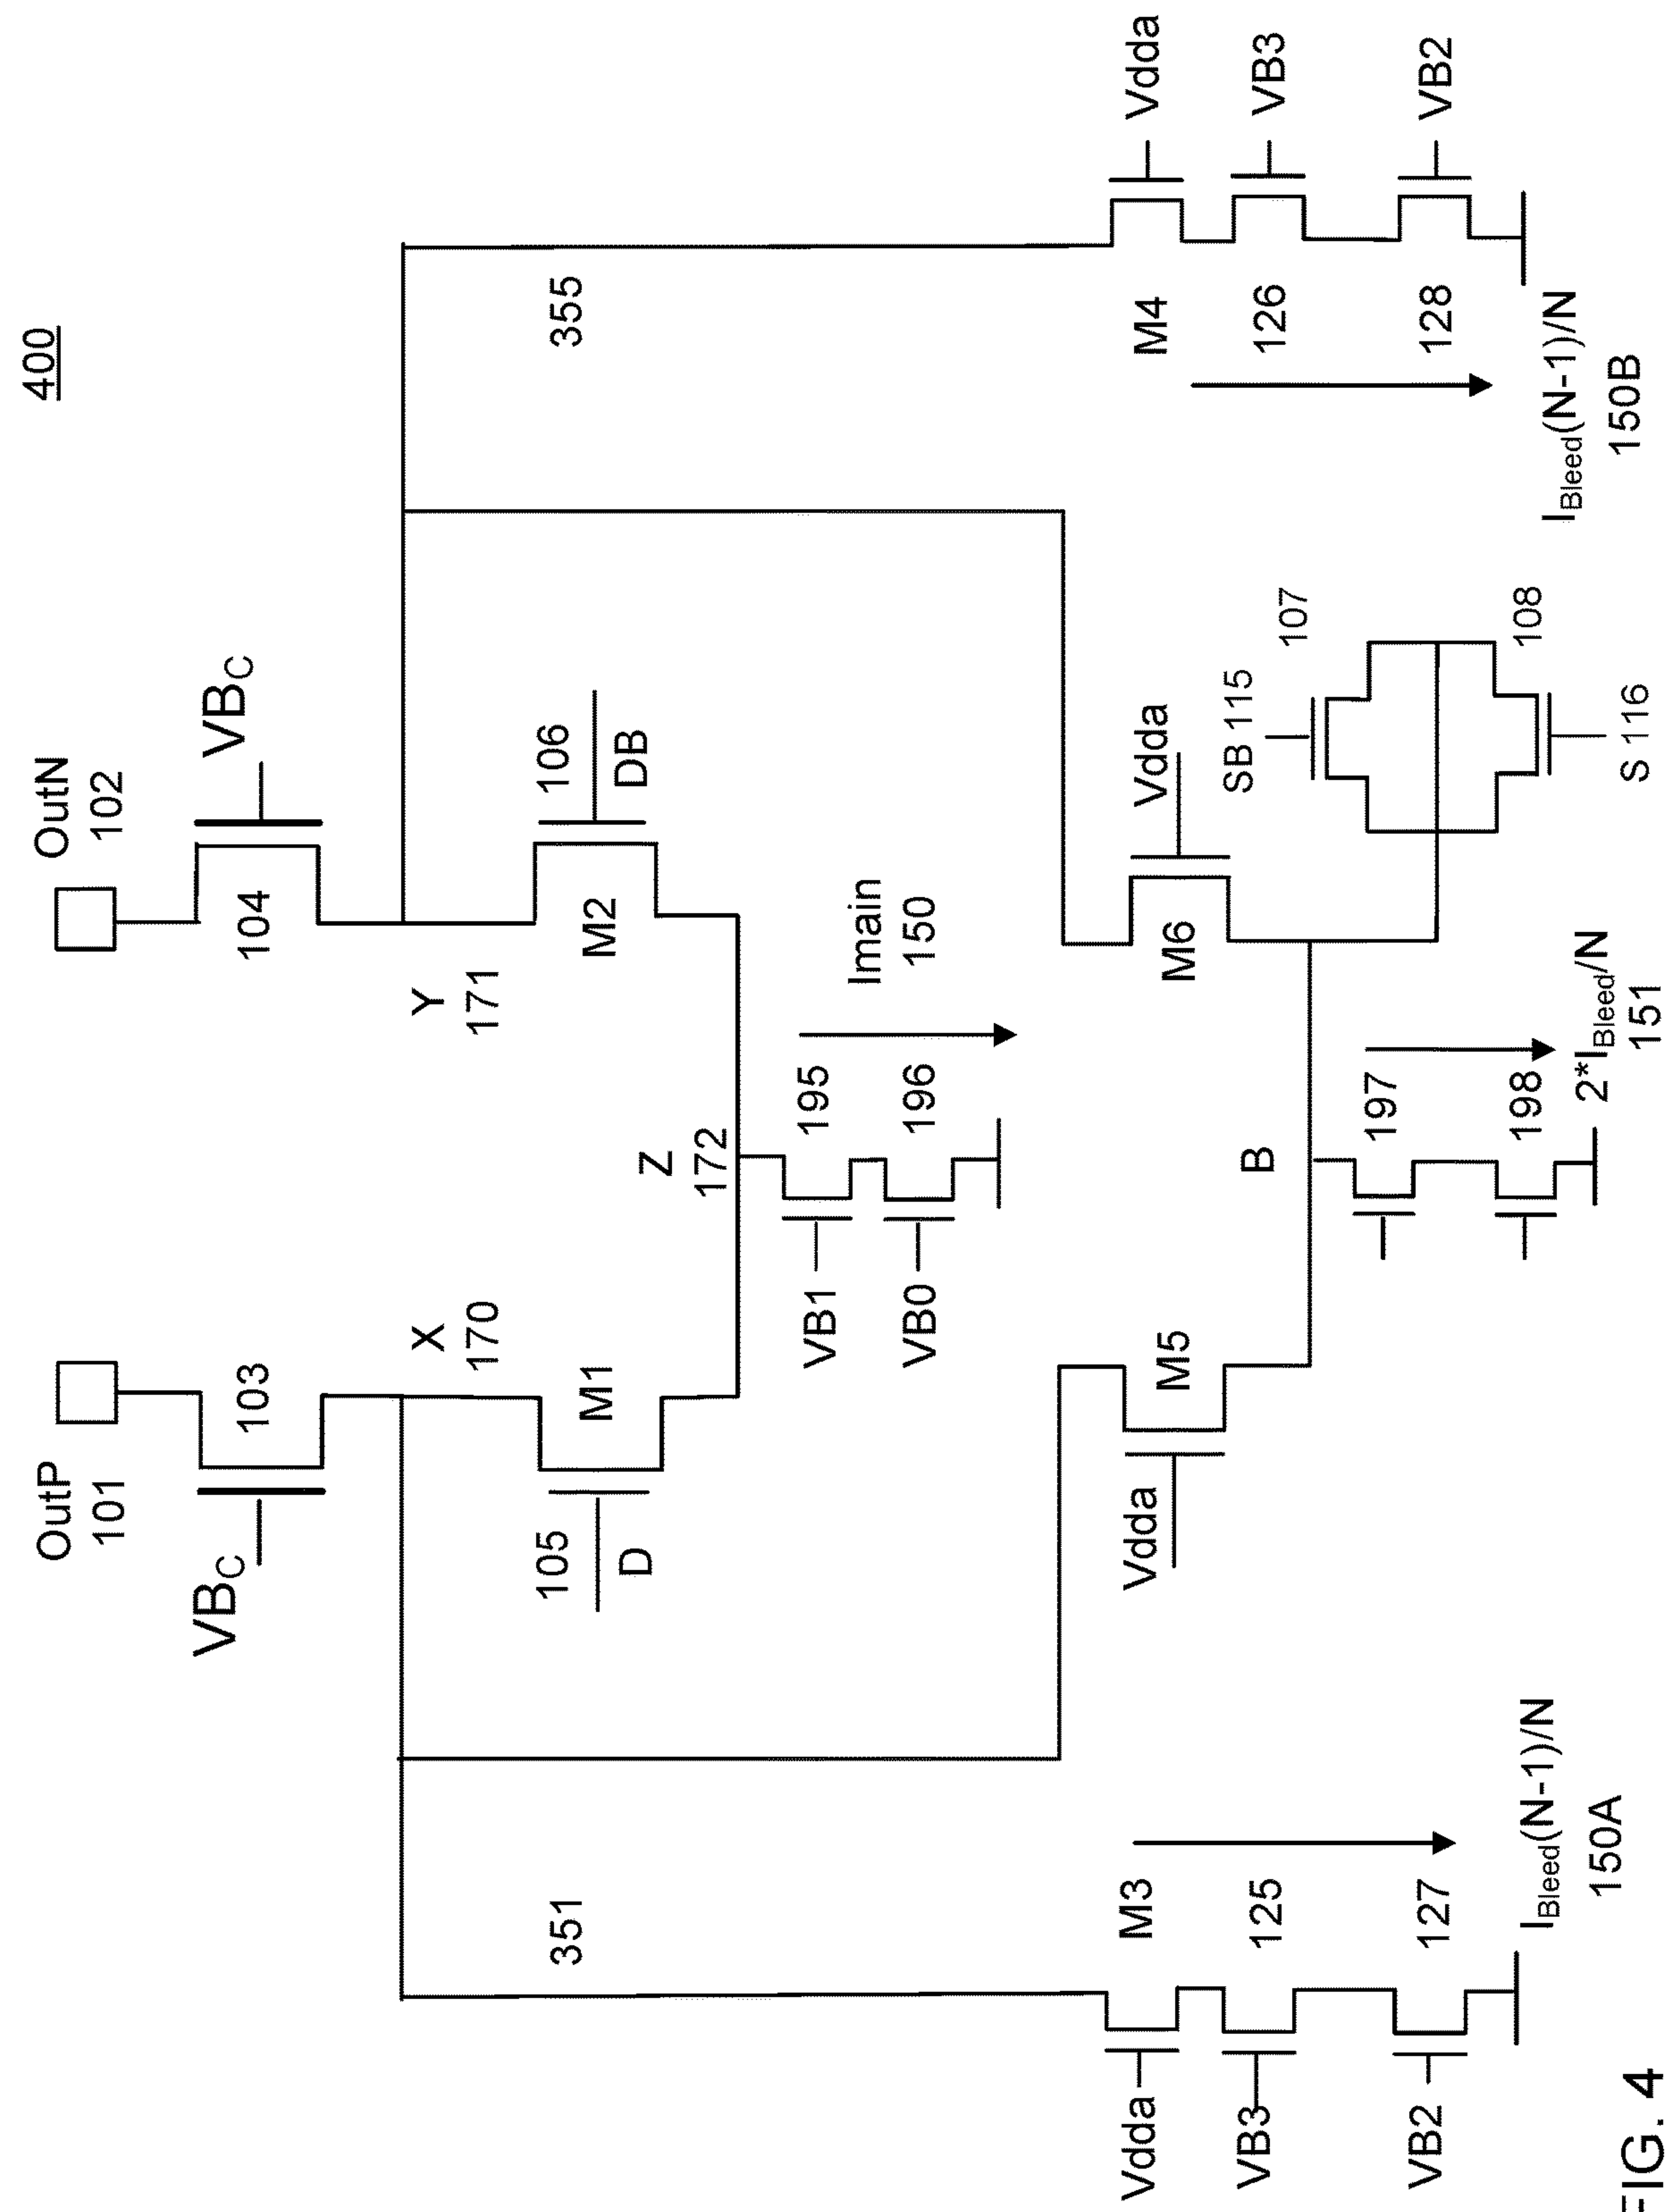 400
OutP
101
OutN
102
VBC
103
104
VBC
X
170
Y
171
105
D
M1
M2
106
DB
351
355
Z
172
VB1
195
VB0
196
Imain
150
Vdda
M3
Vdda
M5
M6
Vdda
M4
Vdda
VB3
125
B
SB 115
107
126
VB3
VB2
127
197
198
108
S 116
128
VB2
IBleed(N-1)/N
150A
2*IBleed/N
151
IBleed(N-1)/N
150B
FIG. 4